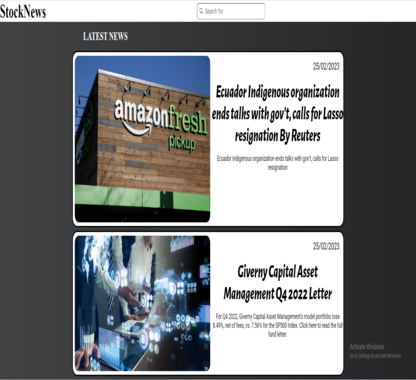 StockNews
Search for
LATEST NEWS
amazonfresh
pickup
25/02/2023
Ecuador Indigenous organization
ends talks with gov't, calls for Lasso
resignation By Reuters
Ecuador Indigenous organization ends talks with gov't, calls for Lasso
resignation
25/02/2023
Giverny Capital Asset
Management Q4 2022 Letter
For Q4 2022, Giverny Capital Asset Management's model portfolio rose
8.49%, net of fees, vs. 7.56% for the SP500 Index. Click here to read the full
fund letter.
Activate Windows
Go to Settings to activate Windows.